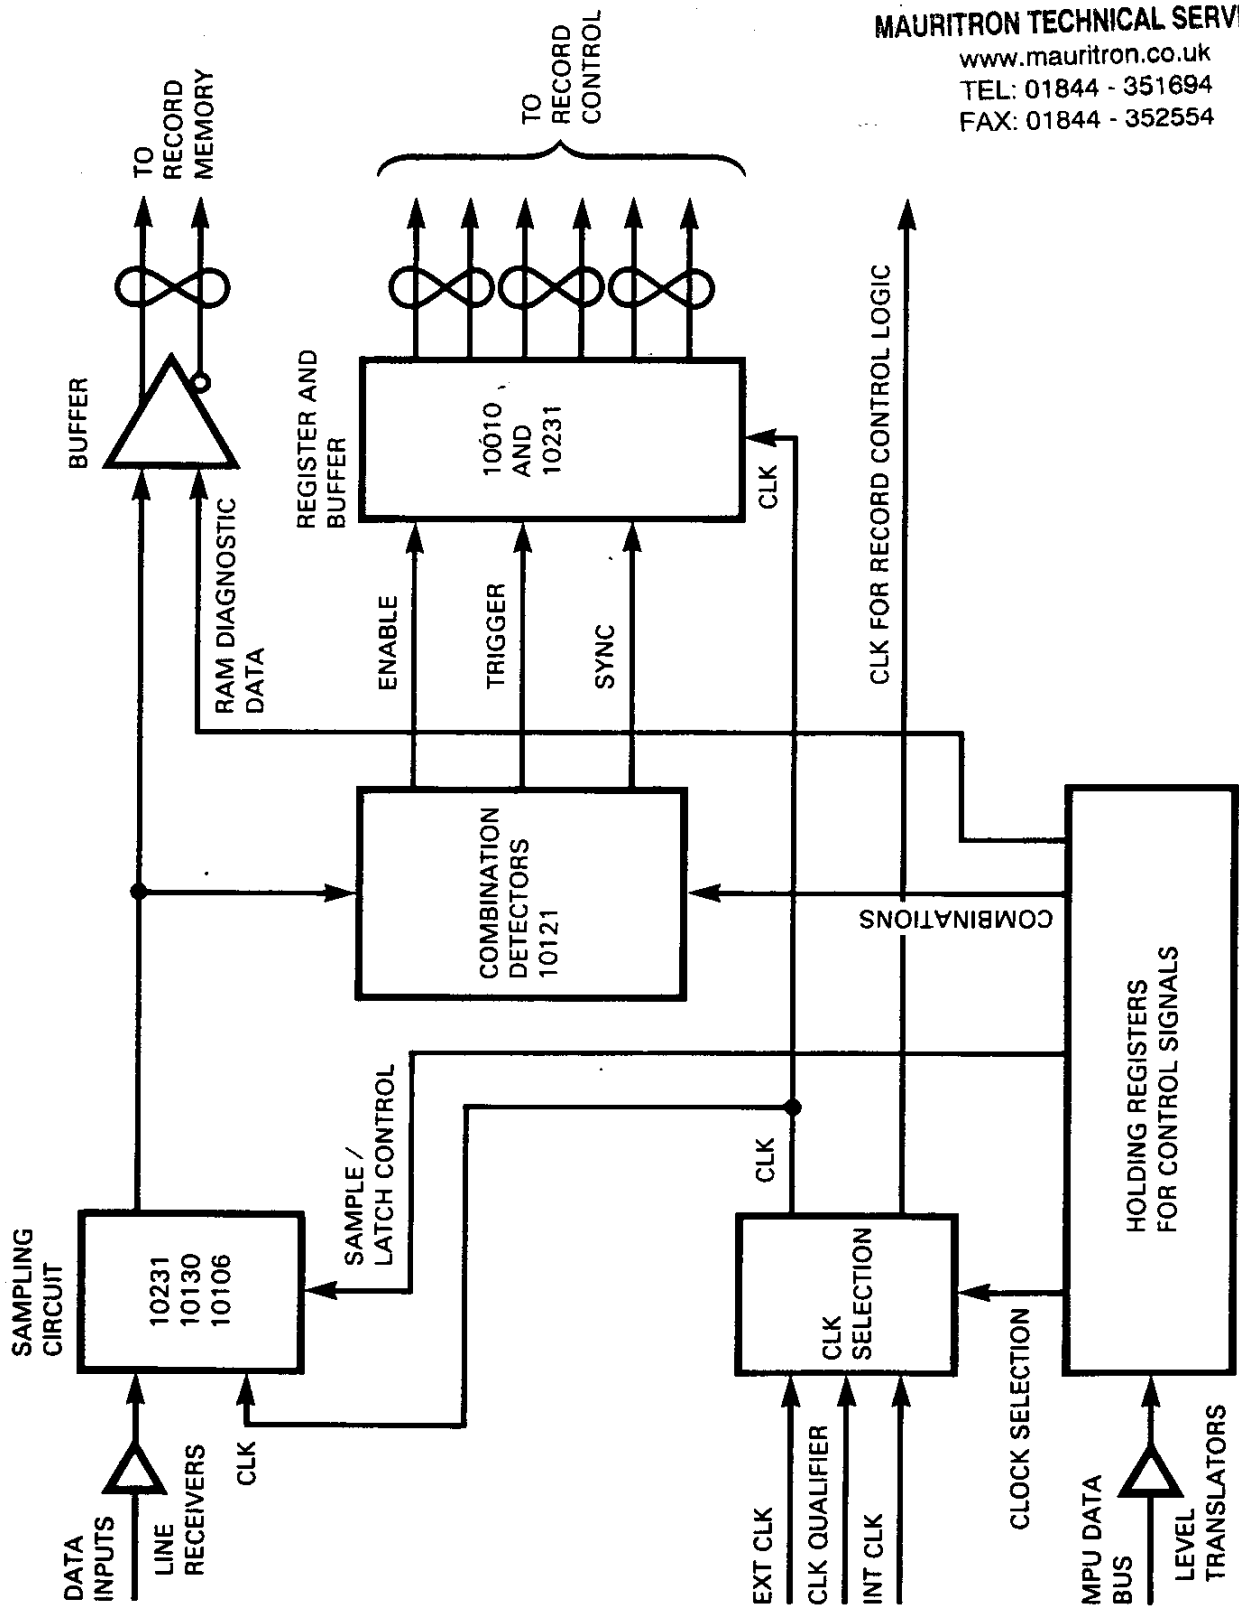 MAURITRON TECHNICAL SERVI
www.mauritron.co.uk
TEL: 01844 - 351694
FAX: 01844 - 352554
DATA
INPUTS
LINE
RECEIVERS
SAMPLING
CIRCUIT
10231
10130
10106
CLK
SAMPLE /
LATCH CONTROL
BUFFER
RAM DIAGNOSTIC
DATA
TO
RECORD
MEMORY
COMBINATION
DETECTORS
10121
ENABLE
TRIGGER
SYNC
REGISTER AND
BUFFER
10010
AND
10231
CLK
TO
RECORD
CONTROL
EXT CLK
CLK QUALIFIER
INT CLK
CLK
SELECTION
CLK
CLK FOR RECORD CONTROL LOGIC
CLOCK SELECTION
COMBINATIONS
MPU DATA
BUS
LEVEL
TRANSLATORS
HOLDING REGISTERS
FOR CONTROL SIGNALS